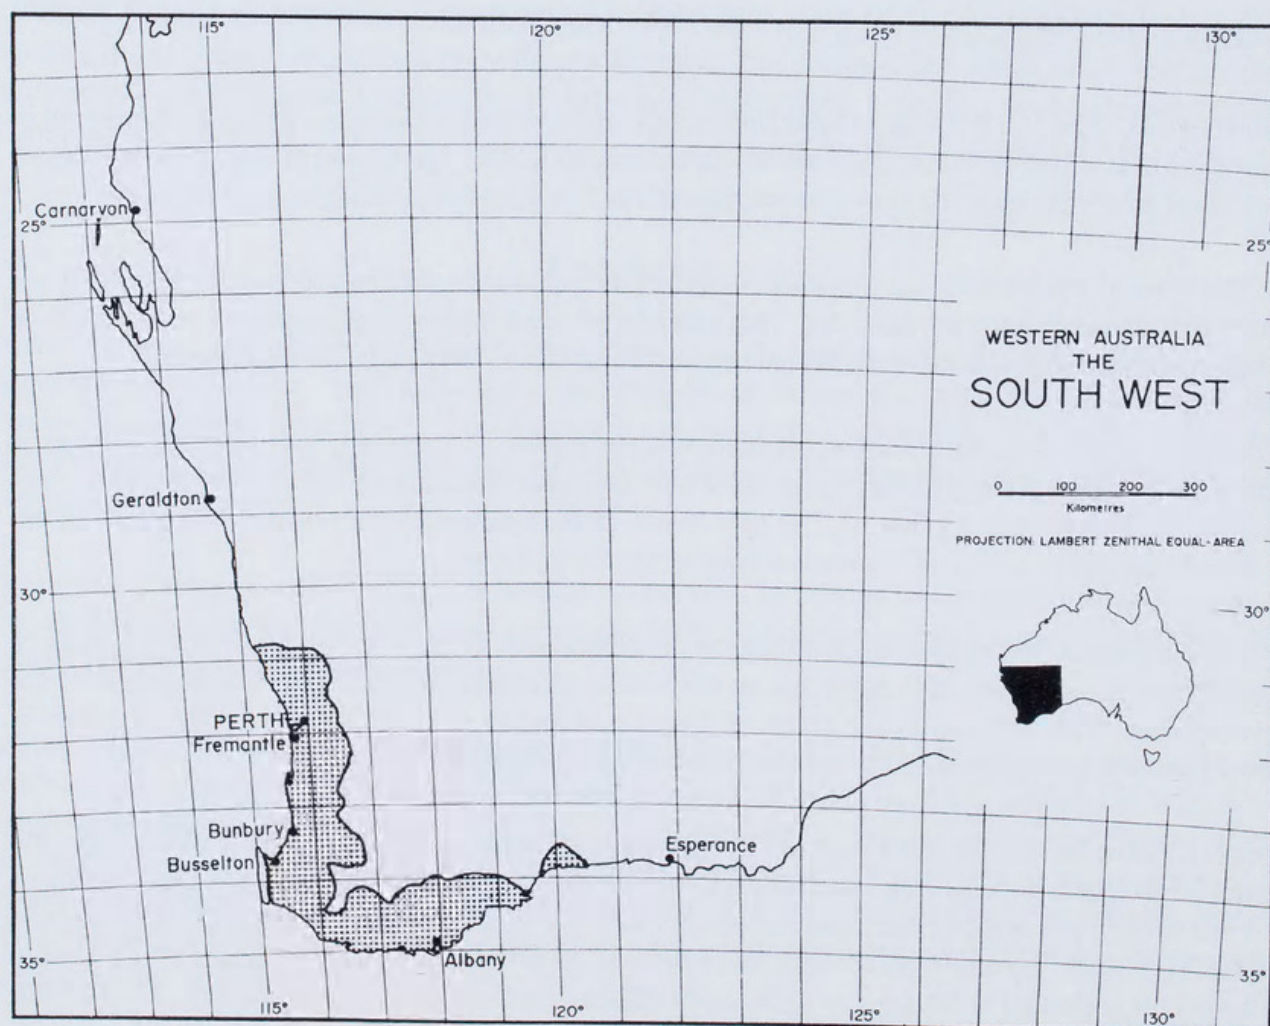 115°
120°
125°
130°
Carnarvon
25°
25°
WESTERN AUSTRALIA
THE
SOUTH WEST
Geraldton
0 100 200 300
Kilometres
PROJECTION: LAMBERT ZENITHAL EQUAL-AREA
30°
30°
PERTH
Fremantle
Bunbury
Busselton
Esperance
Albany
35°
35°
115°
120°
125°
130°